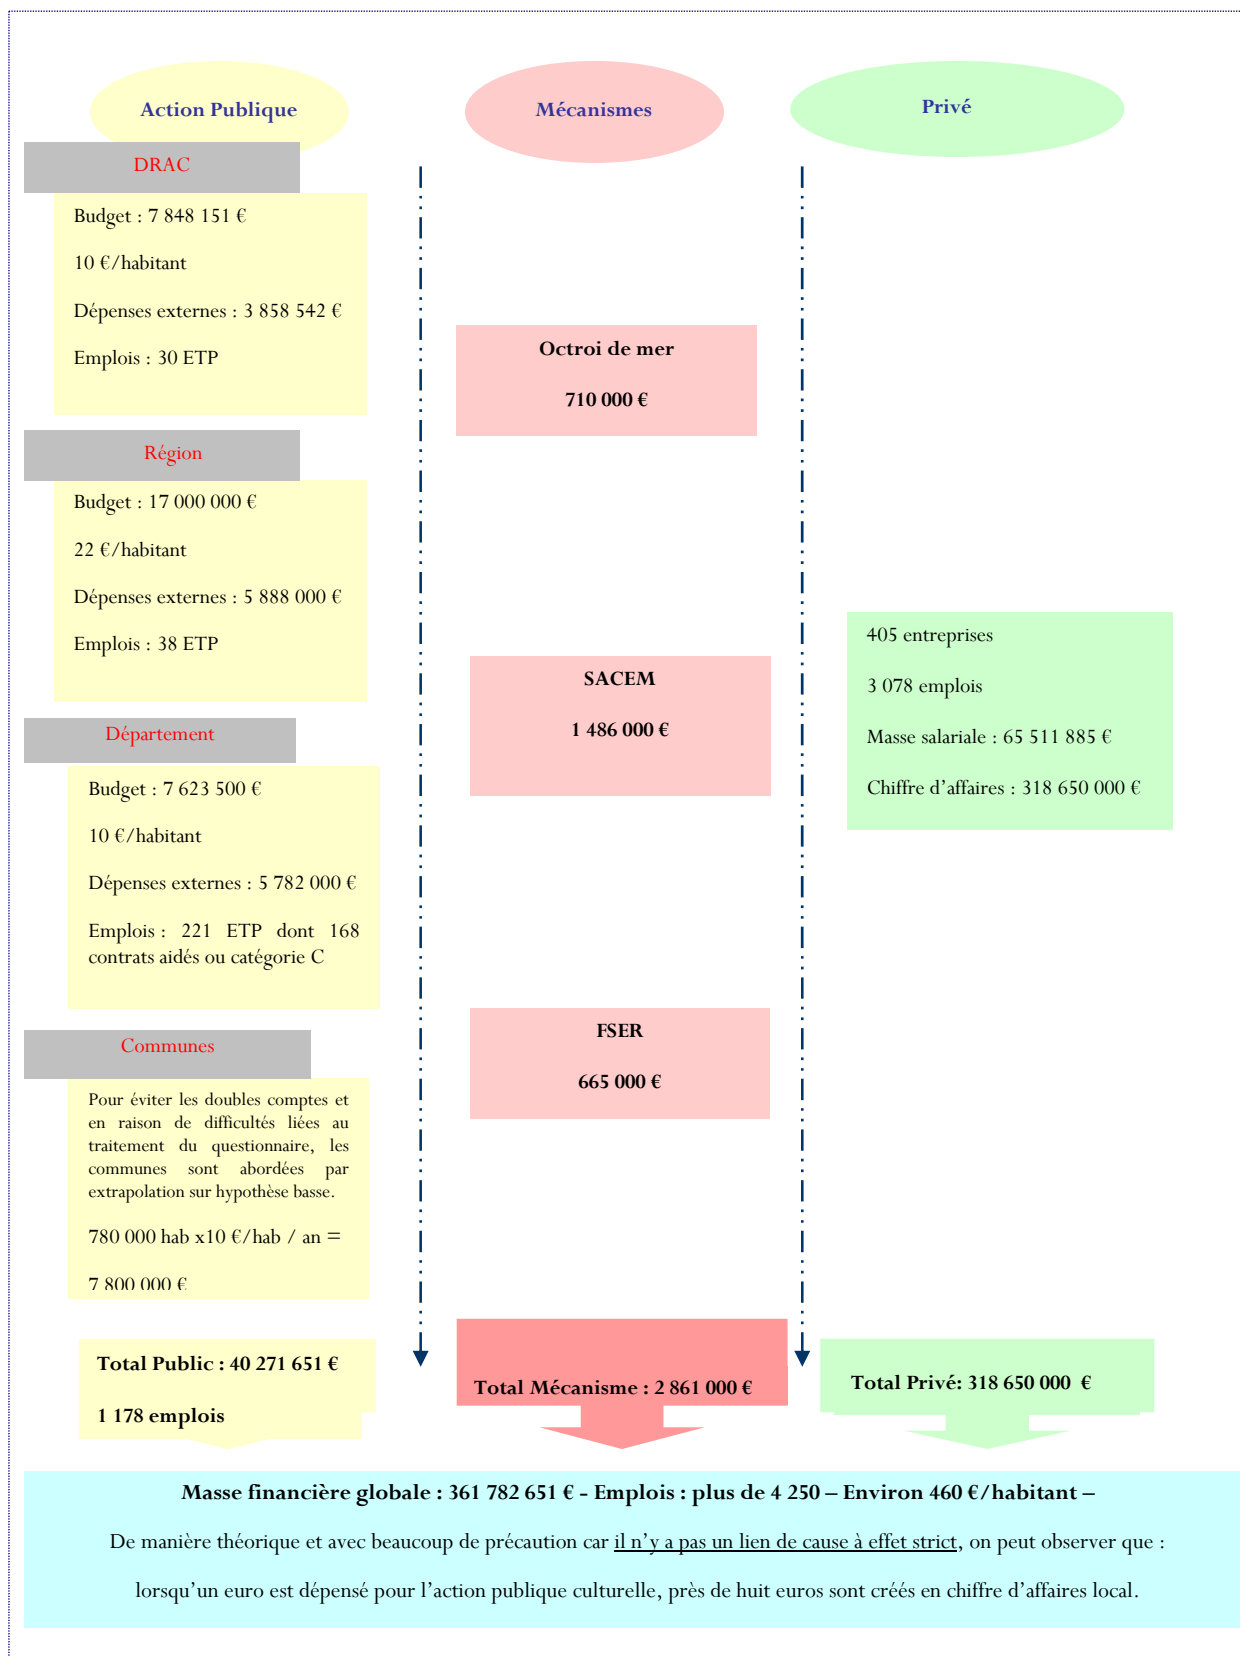 Action Publique
DRAC
Budget : 7 848 151 €
10 €/habitant
Dépenses externes : 3 858 542 €
Emplois : 30 ETP
Région
Budget : 17 000 000 €
22 €/habitant
Dépenses externes : 5 888 000 €
Emplois : 38 ETP
Département
Budget : 7 623 500 €
10 €/habitant
Dépenses externes : 5 782 000 €
Emplois : 221 ETP dont 168
contrats aidés ou catégorie C
Communes
Pour éviter les doubles comptes et
en raison de difficultés liées au
traitement du questionnaire, les
communes sont abordées par
extrapolation sur hypothèse basse.
780 000 hab x10 €/hab / an =
7 800 000 €
Total Public : 40 271 651 €
1 178 emplois
Mécanismes
Octroi de mer
710 000 €
SACEM
1 486 000 €
FSER
665 000 €
Total Mécanisme : 2 861 000 €
Privé
405 entreprises
3 078 emplois
Masse salariale : 65 511 885 €
Chiffre d’affaires : 318 650 000 €
Total Privé: 318 650 000 €
Masse financière globale : 361 782 651 € - Emplois : plus de 4 250 – Environ 460 €/habitant –
De manière théorique et avec beaucoup de précaution car il n’y a pas un lien de cause à effet strict, on peut observer que :
lorsqu’un euro est dépensé pour l’action publique culturelle, près de huit euros sont créés en chiffre d’affaires local.